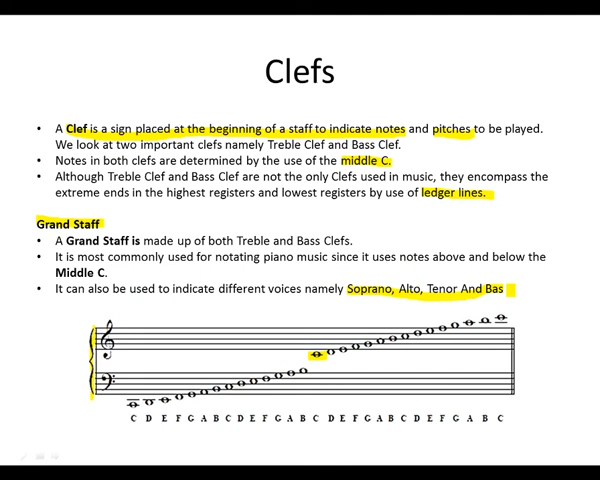 Clefs
• A Clef is a sign placed at the beginning of a staff to indicate notes and pitches to be played.
We look at two important clefs namely Treble Clef and Bass Clef.
• Notes in both clefs are determined by the use of the middle C.
• Although Treble Clef and Bass Clef are not the only Clefs used in music, they encompass the
extreme ends in the highest registers and lowest registers by use of ledger lines.
Grand Staff
• A Grand Staff is made up of both Treble and Bass Clefs.
• It is most commonly used for notating piano music since it uses notes above and below the
Middle C.
• It can also be used to indicate different voices namely Soprano, Alto, Tenor And Bas
C D E F G A B C D E F G A B C D E F G A B C D E F G A B C